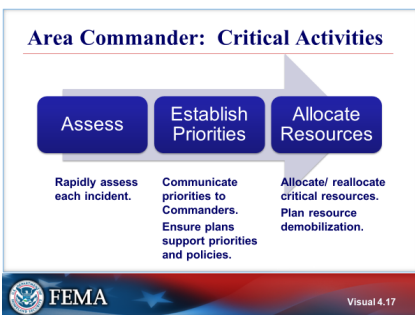 Area Commander: Critical Activities
Assess
Establish
Priorities
Allocate
Resources
Rapidly assess
each incident.
Communicate
priorities to
Commanders.
Ensure plans
support priorities
and policies.
Allocate/ reallocate
critical resources.
Plan resource
demobilization.
FEMA
Visual 4.17